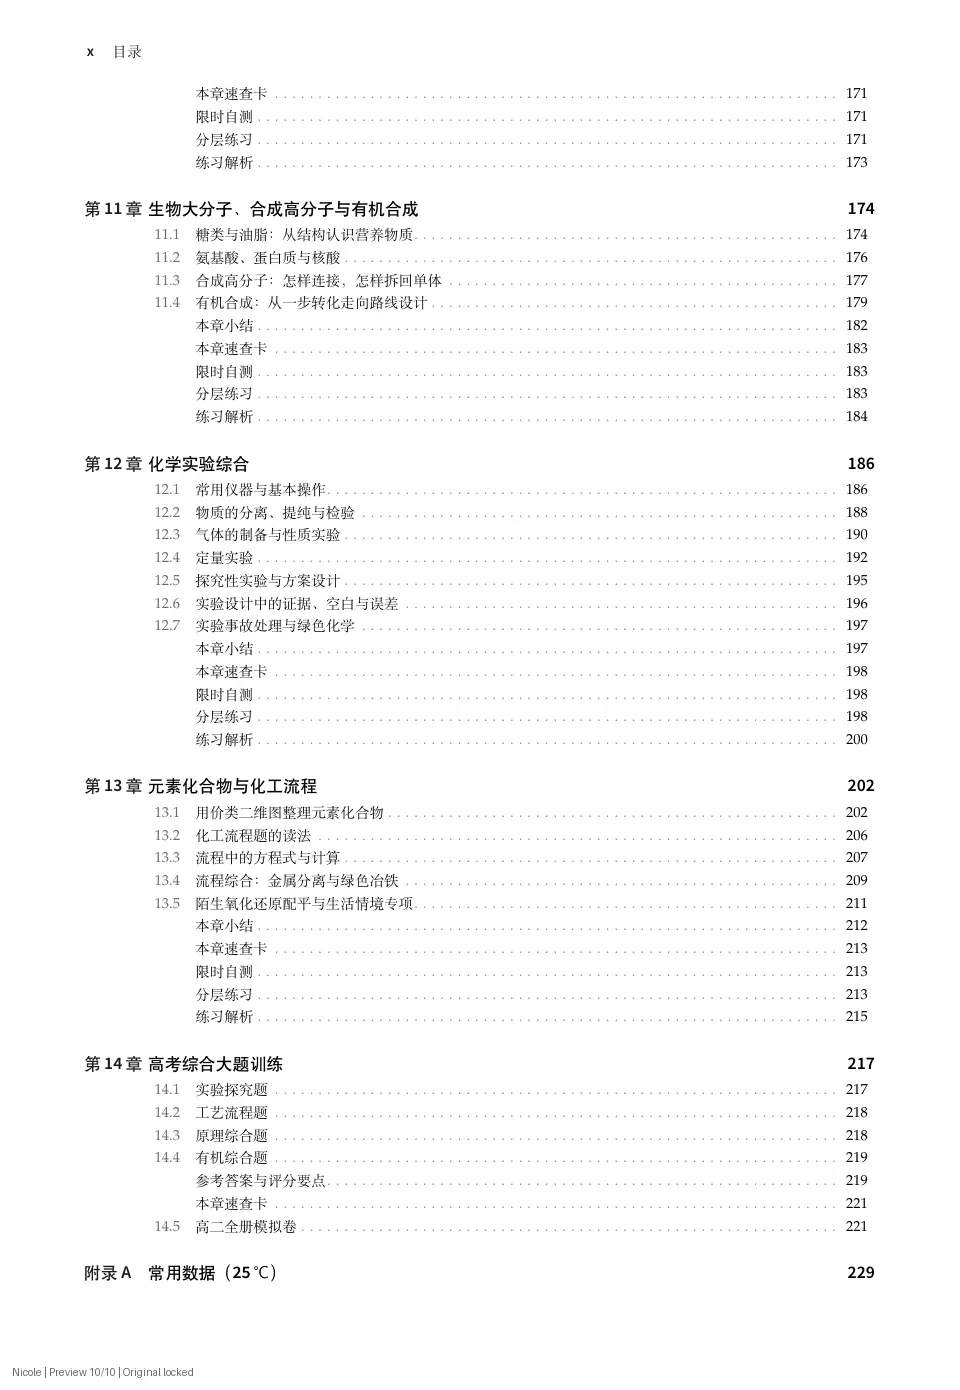 x 目录
本章速查卡 171
限时自测 171
分层练习 171
练习解析 173
第 11 章 生物大分子、合成高分子与有机合成 174
11.1 糖类与油脂：从结构认识营养物质 174
11.2 氨基酸、蛋白质与核酸 176
11.3 合成高分子：怎样连接，怎样拆回单体 177
11.4 有机合成：从一步转化走向路线设计 179
本章小结 182
本章速查卡 183
限时自测 183
分层练习 183
练习解析 184
第 12 章 化学实验综合 186
12.1 常用仪器与基本操作 186
12.2 物质的分离、提纯与检验 188
12.3 气体的制备与性质实验 190
12.4 定量实验 192
12.5 探究性实验与方案设计 195
12.6 实验设计中的证据、空白与误差 196
12.7 实验事故处理与绿色化学 197
本章小结 197
本章速查卡 198
限时自测 198
分层练习 198
练习解析 200
第 13 章 元素化合物与化工流程 202
13.1 用价类二维图整理元素化合物 202
13.2 化工流程题的读法 206
13.3 流程中的方程式与计算 207
13.4 流程综合：金属分离与绿色冶铁 209
13.5 陌生氧化还原配平与生活情境专项 211
本章小结 212
本章速查卡 213
限时自测 213
分层练习 213
练习解析 215
第 14 章 高考综合大题训练 217
14.1 实验探究题 217
14.2 工艺流程题 218
14.3 原理综合题 218
14.4 有机综合题 219
参考答案与评分要点 219
本章速查卡 221
14.5 高二全册模拟卷 221
附录 A 常用数据（25 ℃） 229
Nicole | Preview 10/10 | Original locked